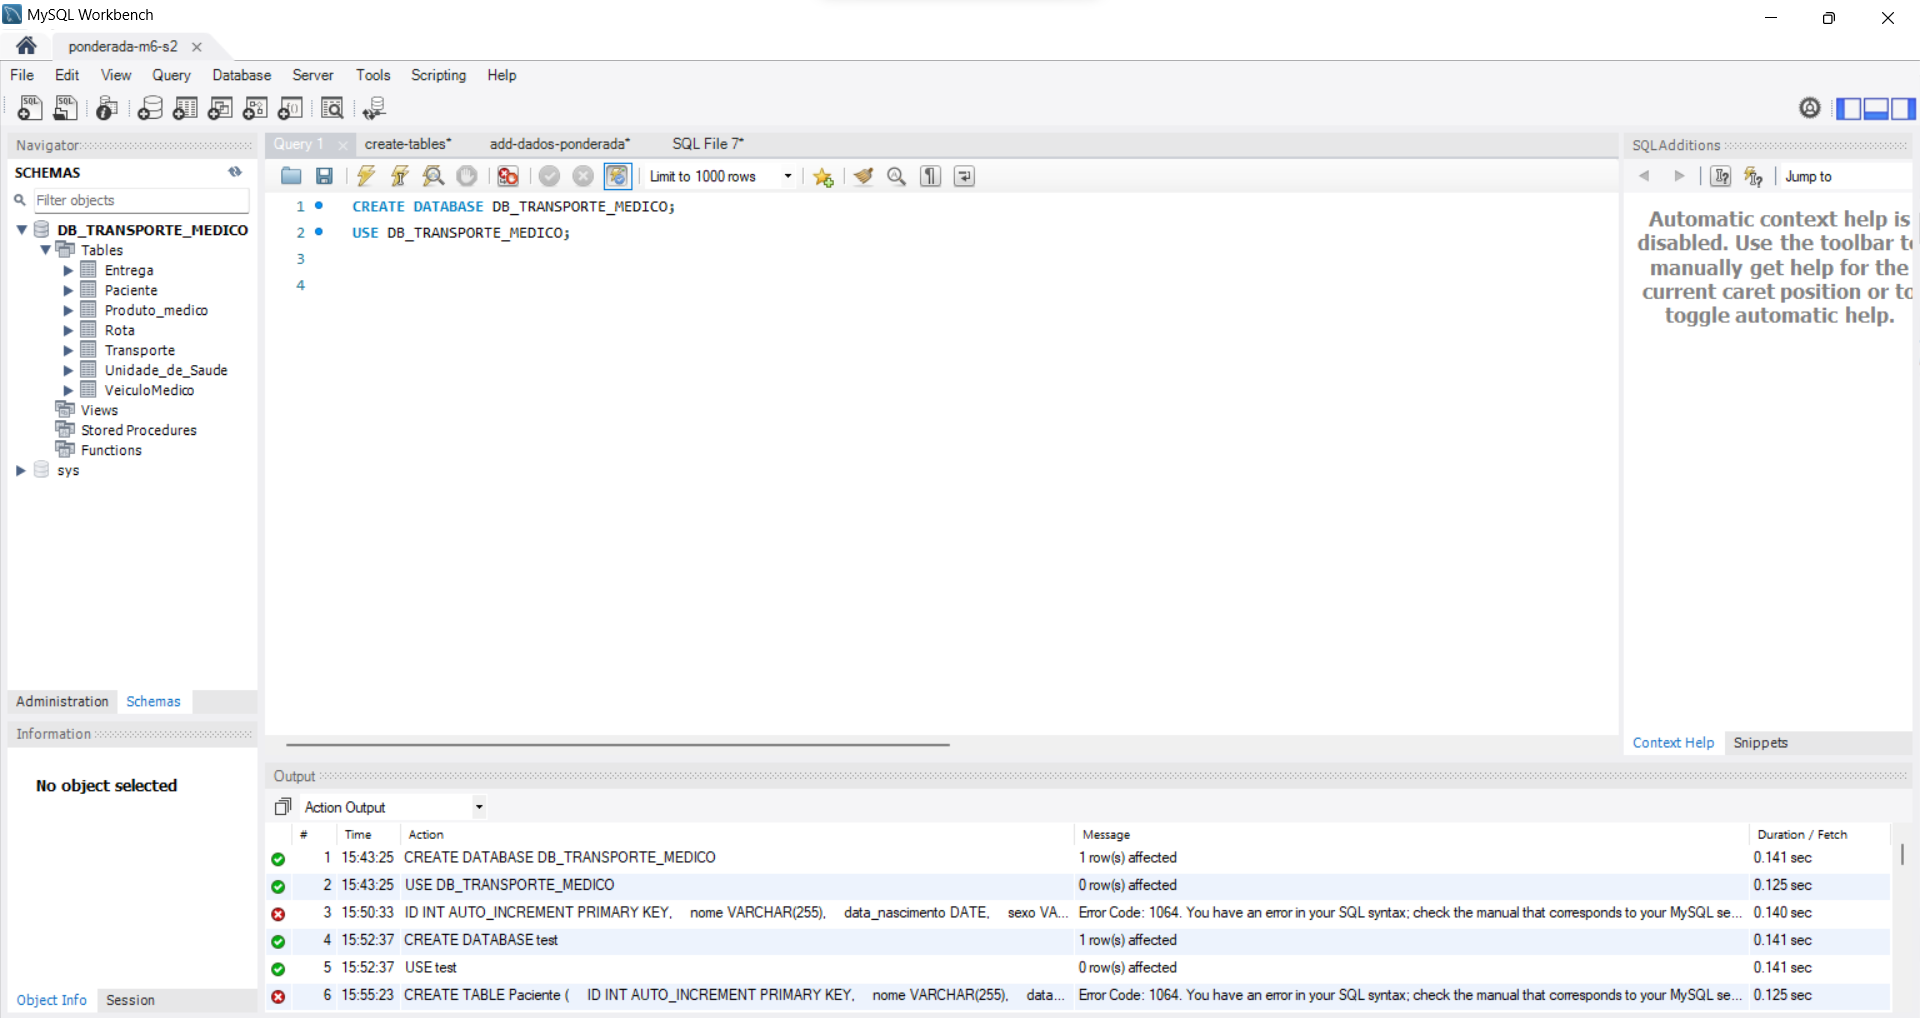 MySQL Workbench
ponderada-m6-s2
File Edit View Query Database Server Tools Scripting Help
Navigator
SCHEMAS
Filter objects
DB_TRANSPORTE_MEDICO
Tables
Entrega
Paciente
Produto_medico
Rota
Transporte
Unidade_de_Saude
VeiculoMedico
Views
Stored Procedures
Functions
sys
Administration Schemas
Information
No object selected
Object Info Session
Query 1 create-tables* add-dados-ponderada* SQL File 7*
Limit to 1000 rows
1 CREATE DATABASE DB_TRANSPORTE_MEDICO;
2 USE DB_TRANSPORTE_MEDICO;
3
4
SQLAdditions
Jump to
Automatic context help is
disabled. Use the toolbar to
manually get help for the
current caret position or to
toggle automatic help.
Context Help Snippets
Output
Action Output
# Time Action Message Duration / Fetch
1 15:43:25 CREATE DATABASE DB_TRANSPORTE_MEDICO 1 row(s) affected 0.141 sec
2 15:43:25 USE DB_TRANSPORTE_MEDICO 0 row(s) affected 0.125 sec
3 15:50:33 ID INT AUTO_INCREMENT PRIMARY KEY, nome VARCHAR(255), data_nascimento DATE, sexo VA... Error Code: 1064. You have an error in your SQL syntax; check the manual that corresponds to your MySQL se... 0.140 sec
4 15:52:37 CREATE DATABASE test 1 row(s) affected 0.141 sec
5 15:52:37 USE test 0 row(s) affected 0.141 sec
6 15:55:23 CREATE TABLE Paciente ( ID INT AUTO_INCREMENT PRIMARY KEY, nome VARCHAR(255), data... Error Code: 1064. You have an error in your SQL syntax; check the manual that corresponds to your MySQL se... 0.125 sec